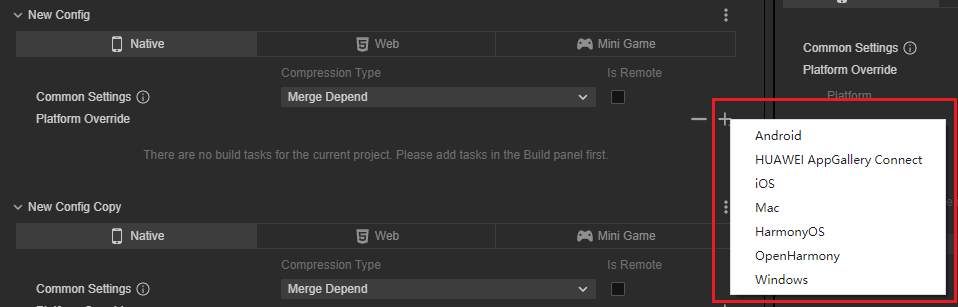 New Config
Native
Web
Mini Game
Compression Type
Is Remote
Common Settings
Merge Depend
Platform Override
There are no build tasks for the current project. Please add tasks in the Build panel first.
New Config Copy
Native
Web
Mini Game
Compression Type
Is Remote
Common Settings
Merge Depend
Platform Override
Common Settings
Platform Override
Platform
Android
HUAWEI AppGallery Connect
iOS
Mac
HarmonyOS
OpenHarmony
Windows